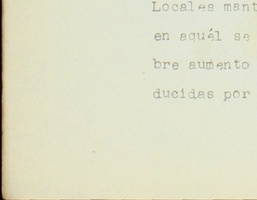 Locales mant
en aquél se
bre aumento
ducidas por